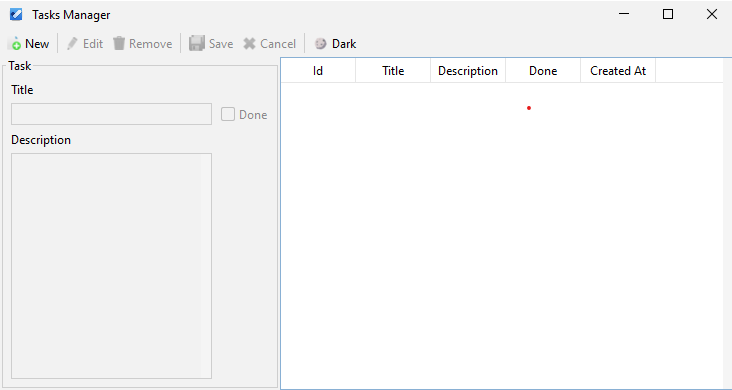 Tasks Manager
New Edit Remove Save Cancel Dark
Task
Title
Done
Description
Id Title Description Done Created At